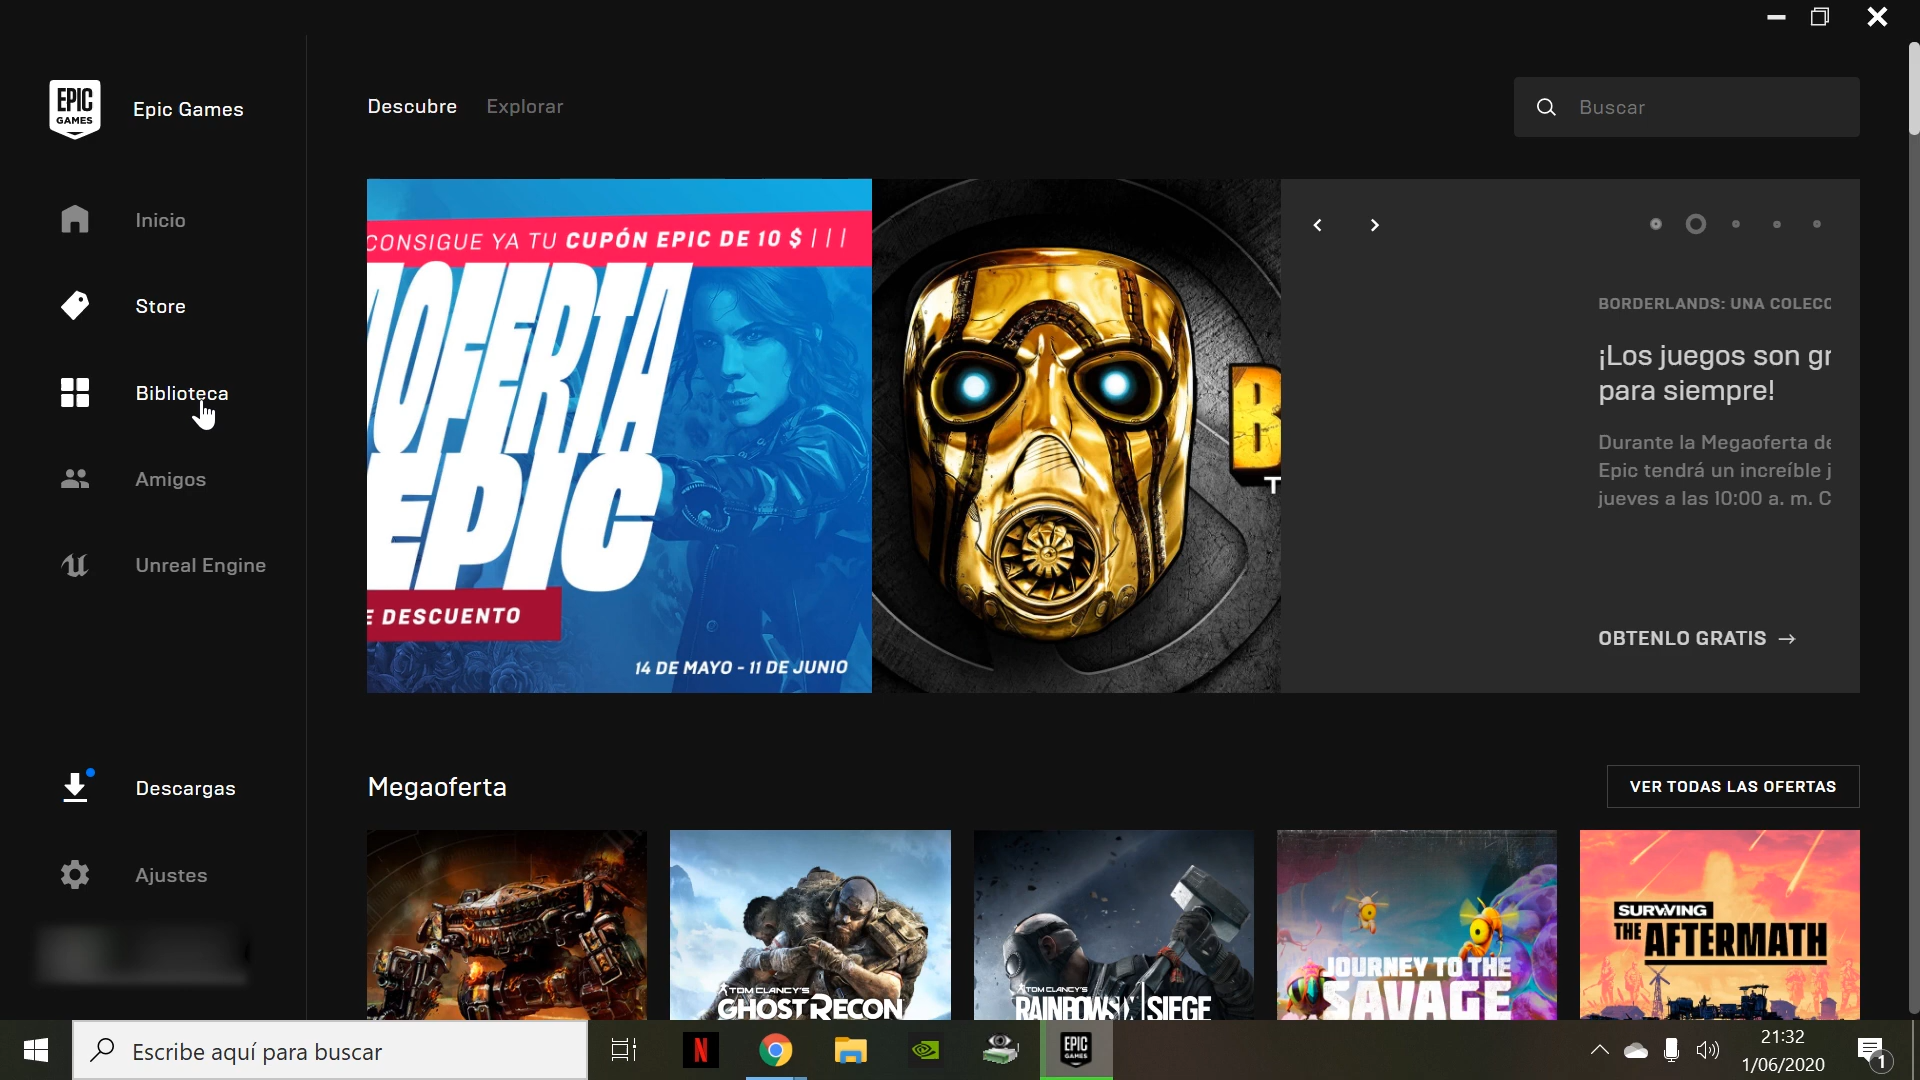 EPIC
GAMES
Epic Games
Inicio
Store
Biblioteca
Amigos
Unreal Engine
Descargas
Ajustes
Descubre
Explorar
Buscar
CONSIGUE YA TU CUPÓN EPIC DE 10 $ |||
AOFERTA
EPIC
E DESCUENTO
14 DE MAYO - 11 DE JUNIO
B
T
BORDERLANDS: UNA COLECC
¡Los juegos son gr
para siempre!
Durante la Megaoferta de
Epic tendrá un increíble j
jueves a las 10:00 a. m. C
OBTENLO GRATIS →
Megaoferta
VER TODAS LAS OFERTAS
TOM CLANCY'S
GHOST RECON
TOM CLANCY'S
RAINBOW SIX | SIEGE
JOURNEY TO THE
SAVAGE
SURVIVING
THE AFTERMATH
Escribe aquí para buscar
N
EPIC
GAMES
21:32
1/06/2020
1